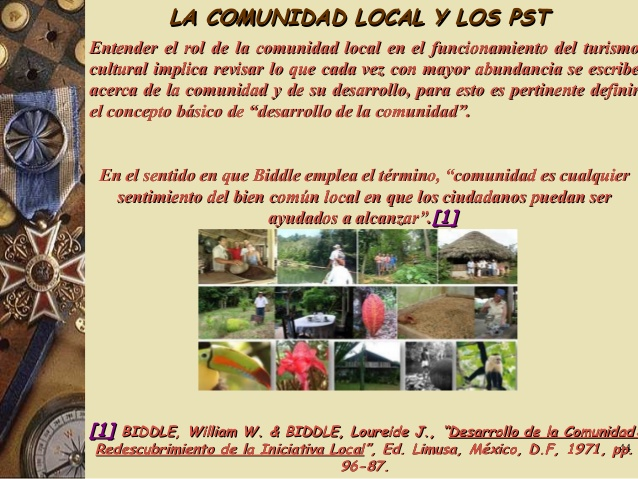 LA COMUNIDAD LOCAL Y LOS PST
Entender el rol de la comunidad local en el funcionamiento del turismo
cultural implica revisar lo que cada vez con mayor abundancia se escribe
acerca de la comunidad y de su desarrollo, para esto es pertinente definir
el concepto básico de “desarrollo de la comunidad”.
En el sentido en que Biddle emplea el término, “comunidad es cualquier
sentimiento del bien común local en que los ciudadanos puedan ser
ayudados a alcanzar”.[1]
[1] BIDDLE, William W. & BIDDLE, Loureide J., “Desarrollo de la Comunidad.
Redescubrimiento de la Iniciativa Local”, Ed. Limusa, México, D.F, 1971, pp.
96-87.